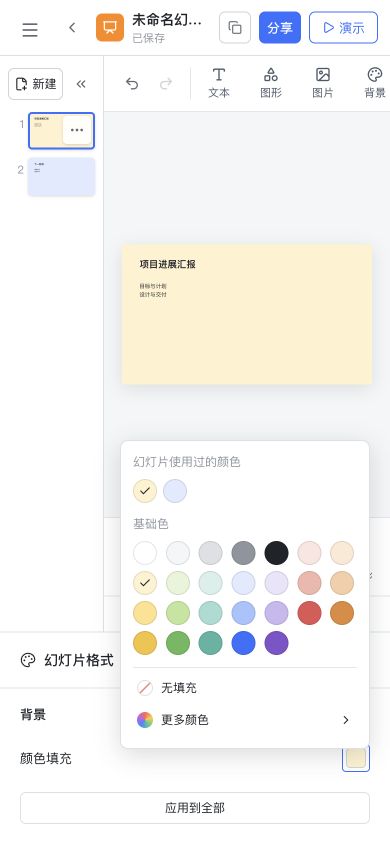 未命名幻...
已保存
分享
演示
新建
文本
图形
图片
背景
1
2
项目进展汇报
目标与计划
设计与交付
幻灯片使用过的颜色
基础色
无填充
更多颜色
幻灯片格式
背景
颜色填充
应用到全部